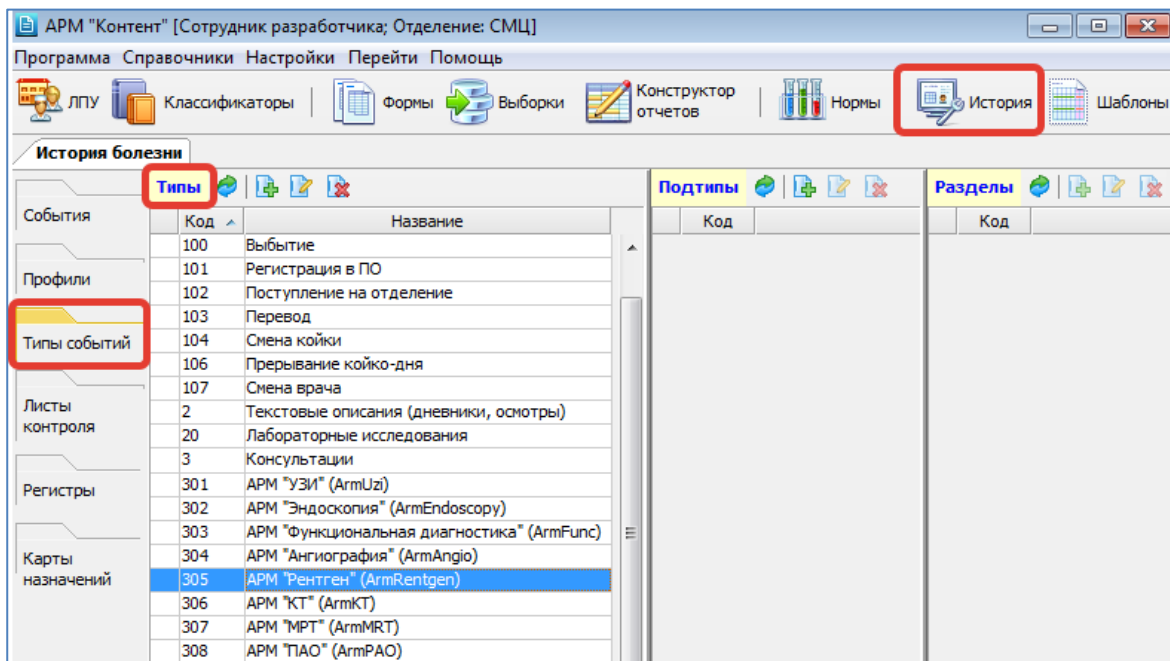 АРМ "Контент" [Сотрудник разработчика; Отделение: СМЦ]
Программа Справочники Настройки Перейти Помощь
ЛПУ Классификаторы Формы Выборки Конструктор отчетов Нормы История Шаблоны
История болезни
Типы Подтипы Разделы
Код Название Код Код
События
Профили
Типы событий
Листы
контроля
Регистры
Карты
назначений
100 Выбытие
101 Регистрация в ПО
102 Поступление на отделение
103 Перевод
104 Смена койки
106 Прерывание койко-дня
107 Смена врача
2 Текстовые описания (дневники, осмотры)
20 Лабораторные исследования
3 Консультации
301 АРМ "УЗИ" (ArmUzi)
302 АРМ "Эндоскопия" (ArmEndoscopy)
303 АРМ "Функциональная диагностика" (ArmFunc)
304 АРМ "Ангиография" (ArmAngio)
305 АРМ "Рентген" (ArmRentgen)
306 АРМ "КТ" (ArmKT)
307 АРМ "МРТ" (ArmMRT)
308 АРМ "ПАО" (ArmPAO)